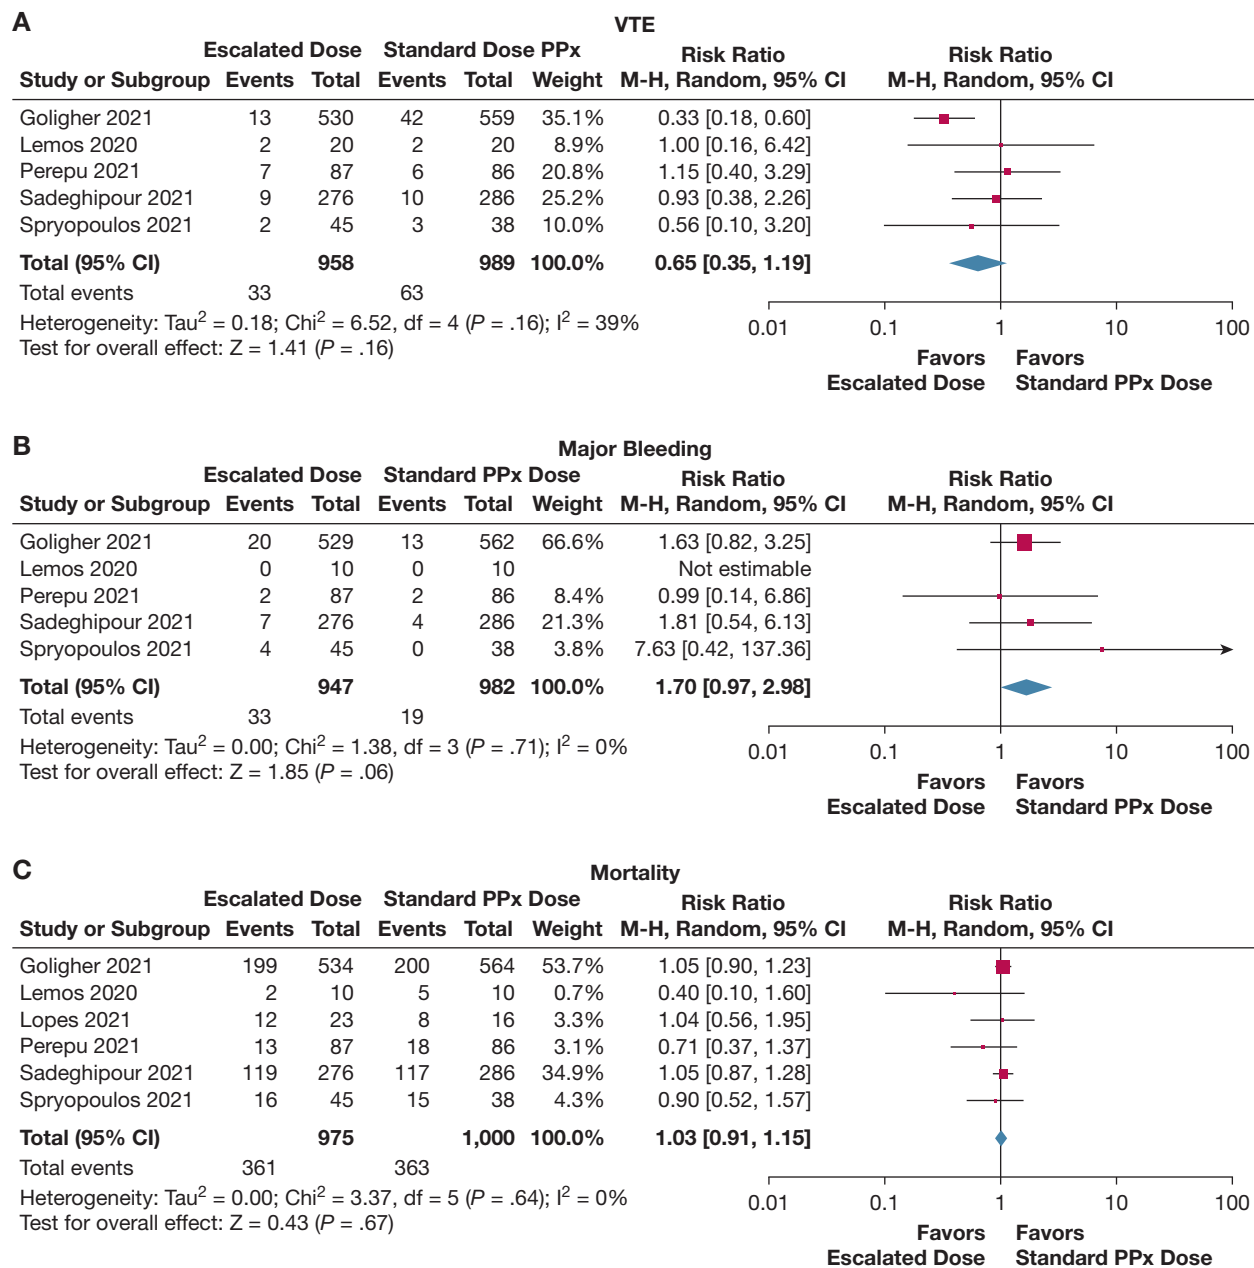 A
VTE
Escalated Dose Standard Dose PPx Risk Ratio Risk Ratio
Study or Subgroup Events Total Events Total Weight M-H, Random, 95% CI M-H, Random, 95% CI
Goligher 2021 13 530 42 559 35.1% 0.33 [0.18, 0.60]
Lemos 2020 2 20 2 20 8.9% 1.00 [0.16, 6.42]
Perepu 2021 7 87 6 86 20.8% 1.15 [0.40, 3.29]
Sadeghipour 2021 9 276 10 286 25.2% 0.93 [0.38, 2.26]
Spryopoulos 2021 2 45 3 38 10.0% 0.56 [0.10, 3.20]
Total (95% CI) 958 989 100.0% 0.65 [0.35, 1.19]
Total events 33 63
Heterogeneity: Tau² = 0.18; Chi² = 6.52, df = 4 (P = .16); I² = 39%
Test for overall effect: Z = 1.41 (P = .16)
0.01 0.1 1 10 100
Favors Favors
Escalated Dose Standard PPx Dose
B
Major Bleeding
Escalated Dose Standard PPx Dose Risk Ratio Risk Ratio
Study or Subgroup Events Total Events Total Weight M-H, Random, 95% CI M-H, Random, 95% CI
Goligher 2021 20 529 13 562 66.6% 1.63 [0.82, 3.25]
Lemos 2020 0 10 0 10 Not estimable
Perepu 2021 2 87 2 86 8.4% 0.99 [0.14, 6.86]
Sadeghipour 2021 7 276 4 286 21.3% 1.81 [0.54, 6.13]
Spryopoulos 2021 4 45 0 38 3.8% 7.63 [0.42, 137.36]
Total (95% CI) 947 982 100.0% 1.70 [0.97, 2.98]
Total events 33 19
Heterogeneity: Tau² = 0.00; Chi² = 1.38, df = 3 (P = .71); I² = 0%
Test for overall effect: Z = 1.85 (P = .06)
0.01 0.1 1 10 100
Favors Favors
Escalated Dose Standard PPx Dose
C
Mortality
Escalated Dose Standard PPx Dose Risk Ratio Risk Ratio
Study or Subgroup Events Total Events Total Weight M-H, Random, 95% CI M-H, Random, 95% CI
Goligher 2021 199 534 200 564 53.7% 1.05 [0.90, 1.23]
Lemos 2020 2 10 5 10 0.7% 0.40 [0.10, 1.60]
Lopes 2021 12 23 8 16 3.3% 1.04 [0.56, 1.95]
Perepu 2021 13 87 18 86 3.1% 0.71 [0.37, 1.37]
Sadeghipour 2021 119 276 117 286 34.9% 1.05 [0.87, 1.28]
Spryopoulos 2021 16 45 15 38 4.3% 0.90 [0.52, 1.57]
Total (95% CI) 975 1,000 100.0% 1.03 [0.91, 1.15]
Total events 361 363
Heterogeneity: Tau² = 0.00; Chi² = 3.37, df = 5 (P = .64); I² = 0%
Test for overall effect: Z = 0.43 (P = .67)
0.01 0.1 1 10 100
Favors Favors
Escalated Dose Standard PPx Dose